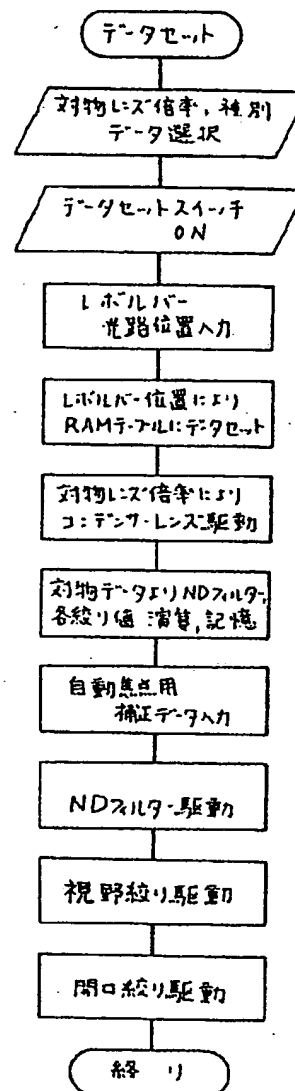 データセット
対物レンズ倍率, 種別
データ選択
データセットスイッチ
ON
レボルバー
光路位置入力
レボルバー位置により
RAMテーブルにデータセット
対物レンズ倍率により
コンデンサーレンズ駆動
対物データよりNDフィルター,
各絞り値 演算, 記憶
自動焦点用
補正データ入力
NDフィルター駆動
視野絞り駆動
開口絞り駆動
終り